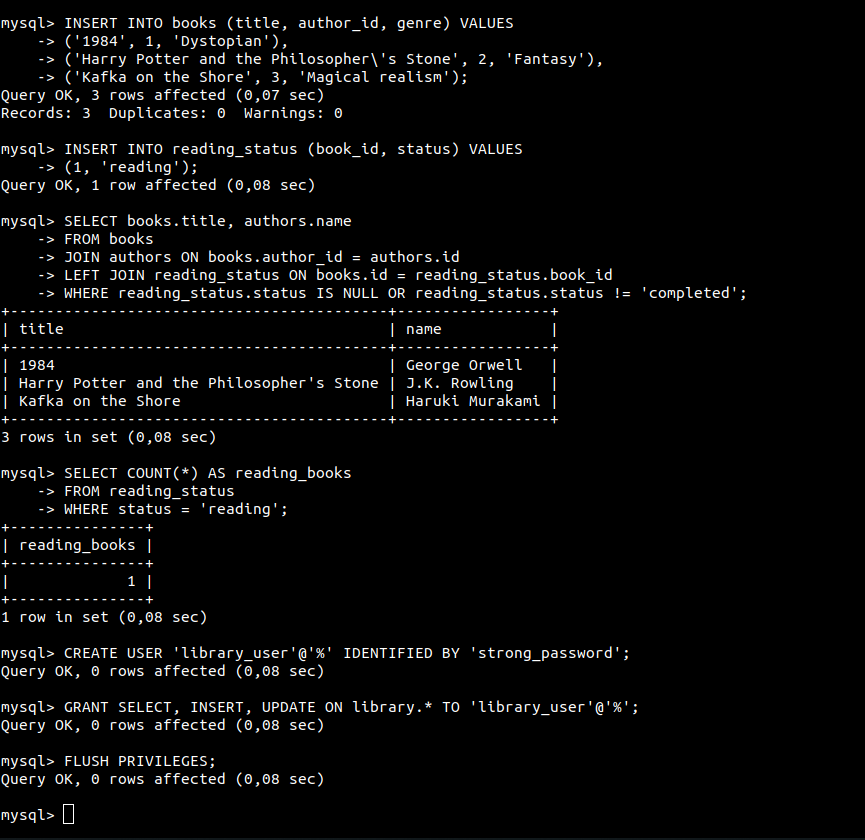 mysql> INSERT INTO books (title, author_id, genre) VALUES
    -> ('1984', 1, 'Dystopian'),
    -> ('Harry Potter and the Philosopher\'s Stone', 2, 'Fantasy'),
    -> ('Kafka on the Shore', 3, 'Magical realism');
Query OK, 3 rows affected (0,07 sec)
Records: 3  Duplicates: 0  Warnings: 0

mysql> INSERT INTO reading_status (book_id, status) VALUES
    -> (1, 'reading');
Query OK, 1 row affected (0,08 sec)

mysql> SELECT books.title, authors.name
    -> FROM books
    -> JOIN authors ON books.author_id = authors.id
    -> LEFT JOIN reading_status ON books.id = reading_status.book_id
    -> WHERE reading_status.status IS NULL OR reading_status.status != 'completed';
+------------------------------------------+-----------------+
| title                                    | name            |
+------------------------------------------+-----------------+
| 1984                                     | George Orwell   |
| Harry Potter and the Philosopher's Stone | J.K. Rowling    |
| Kafka on the Shore                       | Haruki Murakami |
+------------------------------------------+-----------------+
3 rows in set (0,08 sec)

mysql> SELECT COUNT(*) AS reading_books
    -> FROM reading_status
    -> WHERE status = 'reading';
+---------------+
| reading_books |
+---------------+
|             1 |
+---------------+
1 row in set (0,08 sec)

mysql> CREATE USER 'library_user'@'%' IDENTIFIED BY 'strong_password';
Query OK, 0 rows affected (0,08 sec)

mysql> GRANT SELECT, INSERT, UPDATE ON library.* TO 'library_user'@'%';
Query OK, 0 rows affected (0,08 sec)

mysql> FLUSH PRIVILEGES;
Query OK, 0 rows affected (0,08 sec)

mysql>